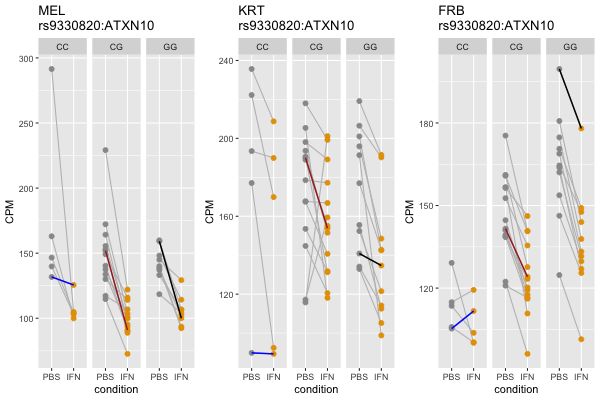 MEL
rs9330820:ATXN10
CC CG GG
300
250
200
150
100
CPM
PBS IFN PBS IFN PBS IFN
condition
KRT
rs9330820:ATXN10
CC CG GG
240
200
160
120
CPM
PBS IFN PBS IFN PBS IFN
condition
FRB
rs9330820:ATXN10
CC CG GG
180
150
120
CPM
PBS IFN PBS IFN PBS IFN
condition